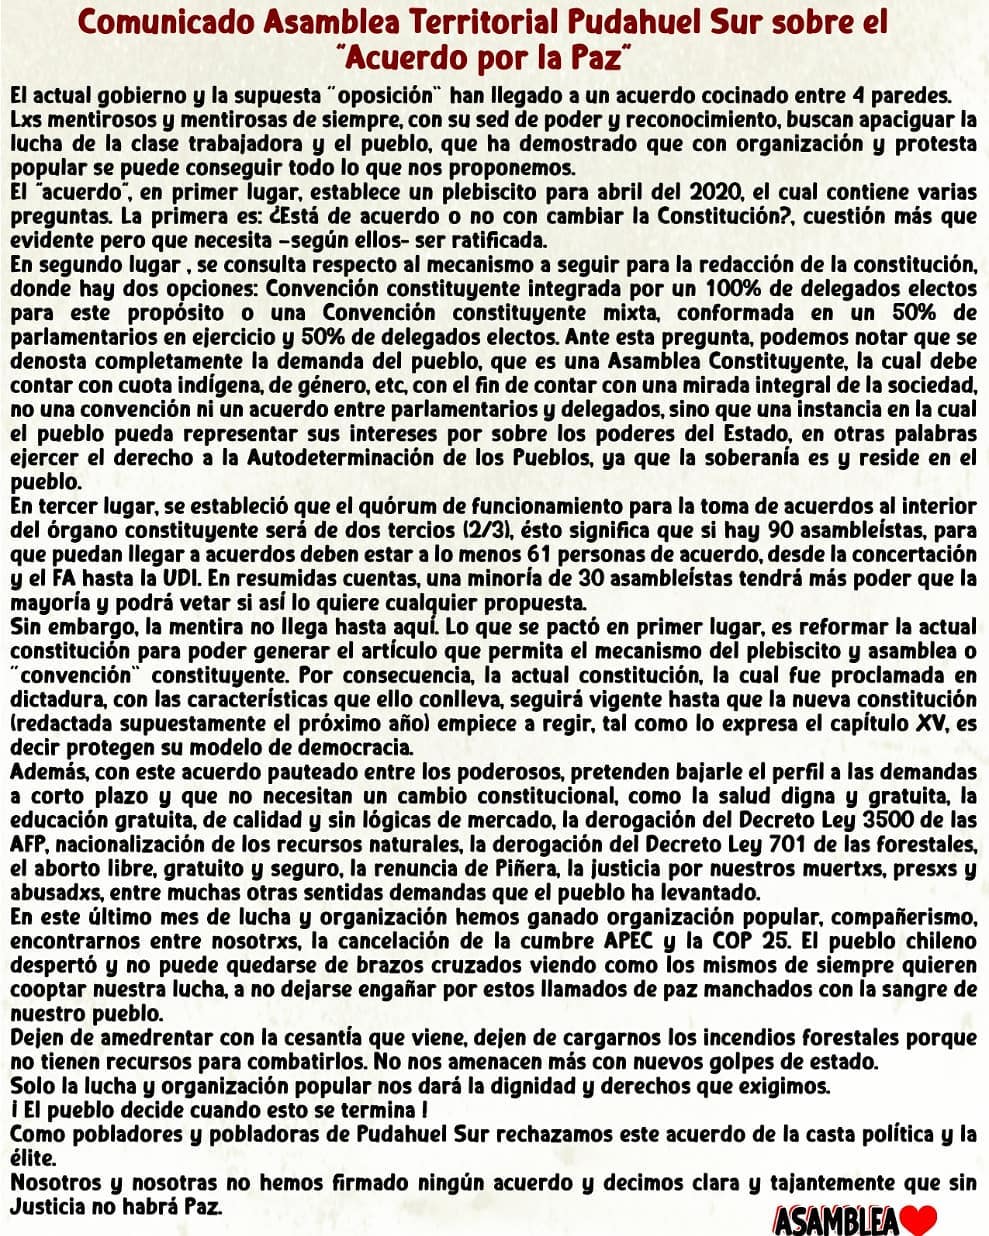 Comunicado Asamblea Territorial Pudahuel Sur sobre el
"Acuerdo por la Paz"
El actual gobierno y la supuesta "oposición" han llegado a un acuerdo cocinado entre 4 paredes.
Lxs mentirosos y mentirosas de siempre, con su sed de poder y reconocimiento, buscan apaciguar la
lucha de la clase trabajadora y el pueblo, que ha demostrado que con organización y protesta
popular se puede conseguir todo lo que nos proponemos.
El "acuerdo", en primer lugar, establece un plebiscito para abril del 2020, el cual contiene varias
preguntas. La primera es: ¿Está de acuerdo o no con cambiar la Constitución?, cuestión más que
evidente pero que necesita -según ellos- ser ratificada.
En segundo lugar , se consulta respecto al mecanismo a seguir para la redacción de la constitución,
donde hay dos opciones: Convención constituyente integrada por un 100% de delegados electos
para este propósito o una Convención constituyente mixta, conformada en un 50% de
parlamentarios en ejercicio y 50% de delegados electos. Ante esta pregunta, podemos notar que se
denosta completamente la demanda del pueblo, que es una Asamblea Constituyente, la cual debe
contar con cuota indígena, de género, etc, con el fin de contar con una mirada integral de la sociedad,
no una convención ni un acuerdo entre parlamentarios y delegados, sino que una instancia en la cual
el pueblo pueda representar sus intereses por sobre los poderes del Estado, en otras palabras
ejercer el derecho a la Autodeterminación de los Pueblos, ya que la soberanía es y reside en el
pueblo.
En tercer lugar, se estableció que el quórum de funcionamiento para la toma de acuerdos al interior
del órgano constituyente será de dos tercios (2/3), ésto significa que si hay 90 asambleístas, para
que puedan llegar a acuerdos deben estar a lo menos 61 personas de acuerdo, desde la concertación
y el FA hasta la UDI. En resumidas cuentas, una minoría de 30 asambleístas tendrá más poder que la
mayoría y podrá vetar si así lo quiere cualquier propuesta.
Sin embargo, la mentira no llega hasta aquí. Lo que se pactó en primer lugar, es reformar la actual
constitución para poder generar el artículo que permita el mecanismo del plebiscito y asamblea o
"convención" constituyente. Por consecuencia, la actual constitución, la cual fue proclamada en
dictadura, con las características que ello conlleva, seguirá vigente hasta que la nueva constitución
(redactada supuestamente el próximo año) empiece a regir, tal como lo expresa el capítulo XV, es
decir protegen su modelo de democracia.
Además, con este acuerdo pauteado entre los poderosos, pretenden bajarle el perfil a las demandas
a corto plazo y que no necesitan un cambio constitucional, como la salud digna y gratuita, la
educación gratuita, de calidad y sin lógicas de mercado, la derogación del Decreto Ley 3500 de las
AFP, nacionalización de los recursos naturales, la derogación del Decreto Ley 701 de las forestales,
el aborto libre, gratuito y seguro, la renuncia de Piñera, la justicia por nuestros muertxs, presxs y
abusadxs, entre muchas otras sentidas demandas que el pueblo ha levantado.
En este último mes de lucha y organización hemos ganado organización popular, compañerismo,
encontrarnos entre nosotrxs, la cancelación de la cumbre APEC y la COP 25. El pueblo chileno
despertó y no puede quedarse de brazos cruzados viendo como los mismos de siempre quieren
cooptar nuestra lucha, a no dejarse engañar por estos llamados de paz manchados con la sangre de
nuestro pueblo.
Dejen de amedrentar con la cesantía que viene, dejen de cargarnos los incendios forestales porque
no tienen recursos para combatirlos. No nos amenacen más con nuevos golpes de estado.
Solo la lucha y organización popular nos dará la dignidad y derechos que exigimos.
¡ El pueblo decide cuando esto se termina !
Como pobladores y pobladoras de Pudahuel Sur rechazamos este acuerdo de la casta política y la
élite.
Nosotros y nosotras no hemos firmado ningún acuerdo y decimos clara y tajantemente que sin
Justicia no habrá Paz.
ASAMBLEA